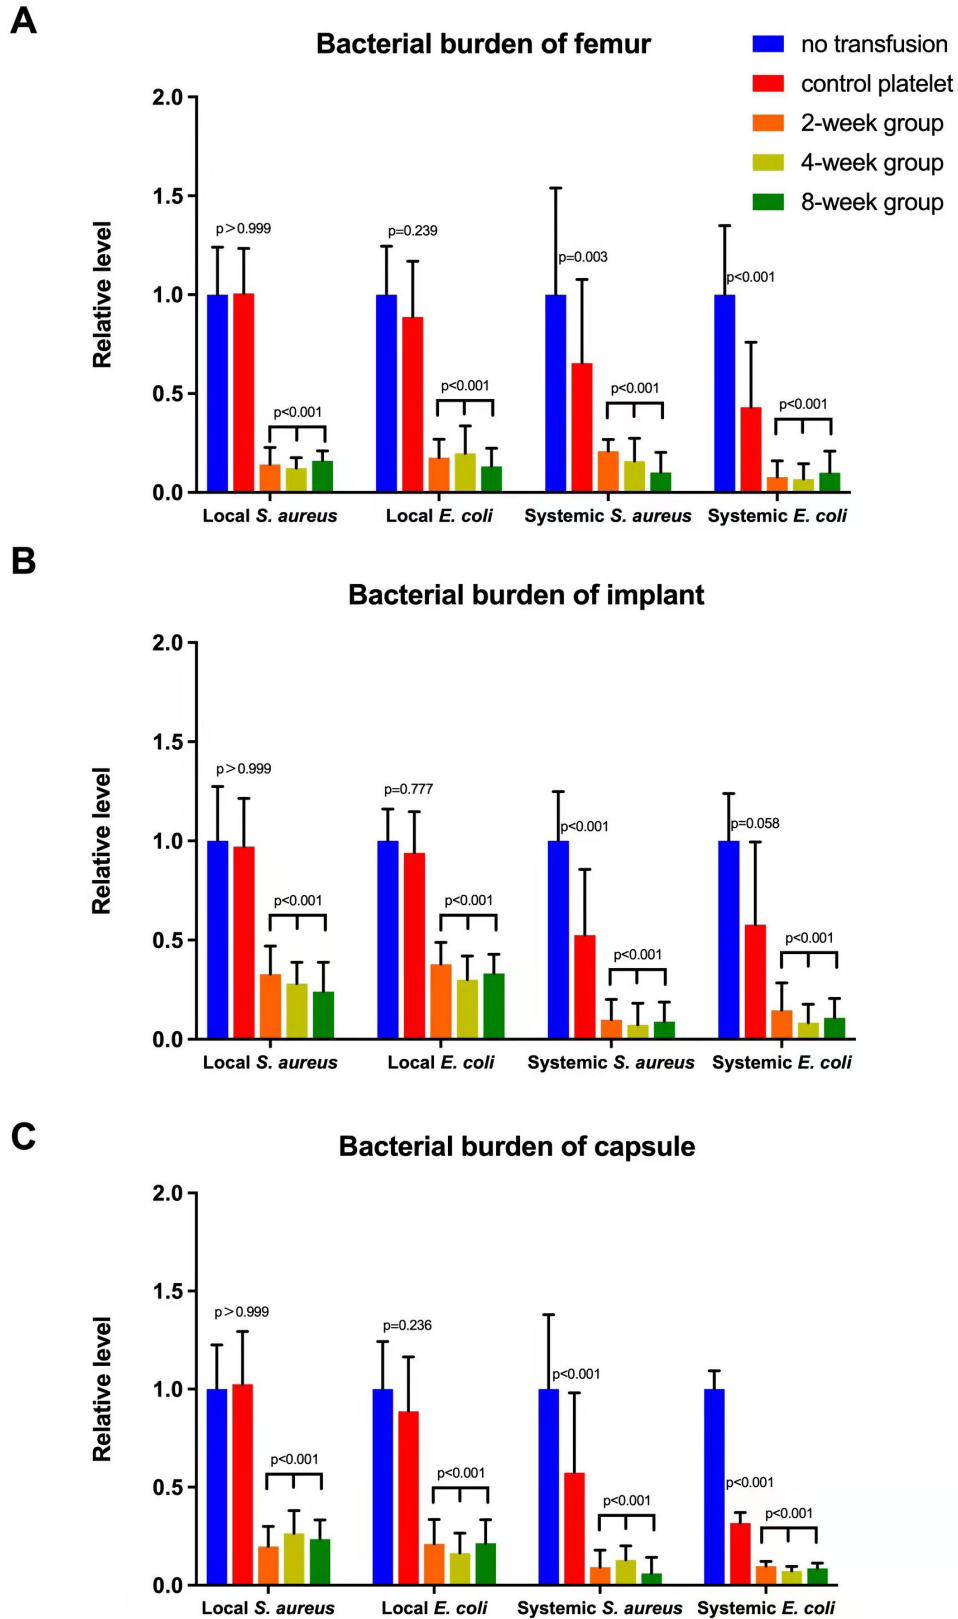 A
Bacterial burden of femur
no transfusion
control platelet
2-week group
4-week group
8-week group
Relative level
2.0
1.5
1.0
0.5
0.0
p>0.999
p<0.001
p=0.239
p<0.001
p=0.003
p<0.001
p<0.001
p<0.001
Local S. aureus
Local E. coli
Systemic S. aureus
Systemic E. coli
B
Bacterial burden of implant
Relative level
2.0
1.5
1.0
0.5
0.0
p>0.999
p<0.001
p=0.777
p<0.001
p<0.001
p<0.001
p=0.058
p<0.001
Local S. aureus
Local E. coli
Systemic S. aureus
Systemic E. coli
C
Bacterial burden of capsule
Relative level
2.0
1.5
1.0
0.5
0.0
p>0.999
p<0.001
p=0.236
p<0.001
p<0.001
p<0.001
p<0.001
p<0.001
Local S. aureus
Local E. coli
Systemic S. aureus
Systemic E. coli